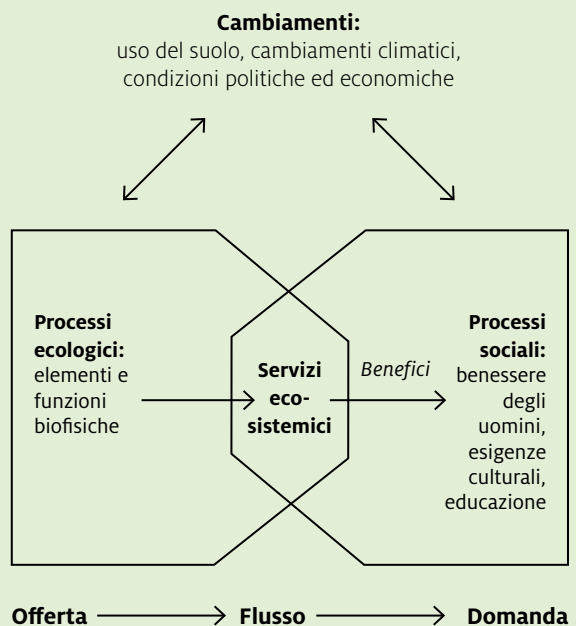 Cambiamenti:
uso del suolo, cambiamenti climatici,
condizioni politiche ed economiche
Processi
ecologici:
elementi e
funzioni
biofisiche
Servizi
eco-
sistemici
Benefici
Processi
sociali:
benessere
degli
uomini,
esigenze
culturali,
educazione
Offerta
Flusso
Domanda